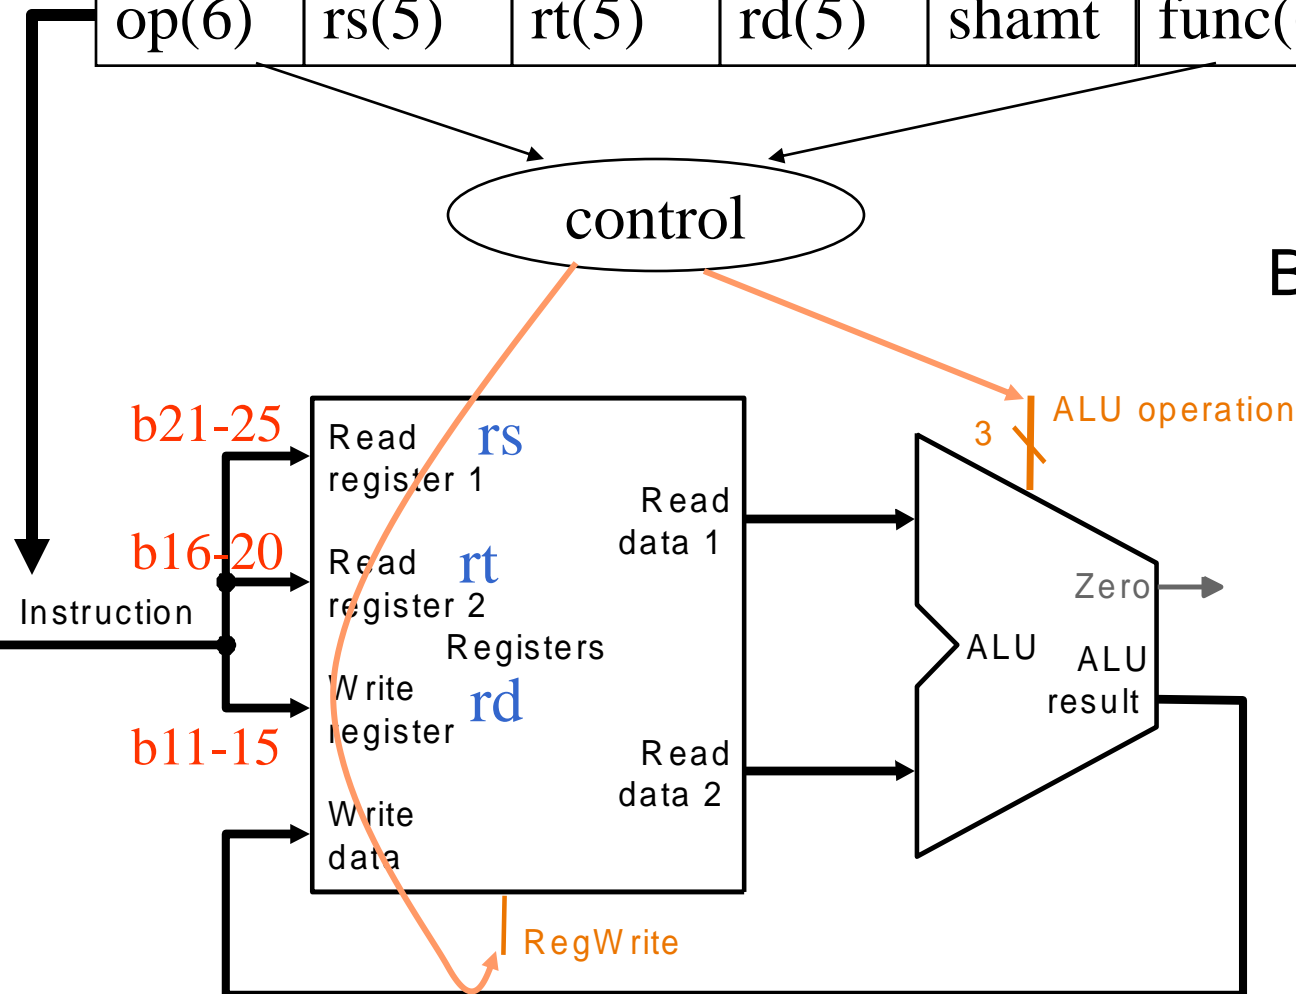 op(6) rs(5) rt(5) rd(5) shamt func(
control
B
b21-25
Read
register 1
rs
ALU operation
3
Read
data 1
b16-20
Read
register 2
rt
Zero
Instruction
Registers
ALU
ALU
result
Write
register
rd
b11-15
Read
data 2
Write
data
RegWrite